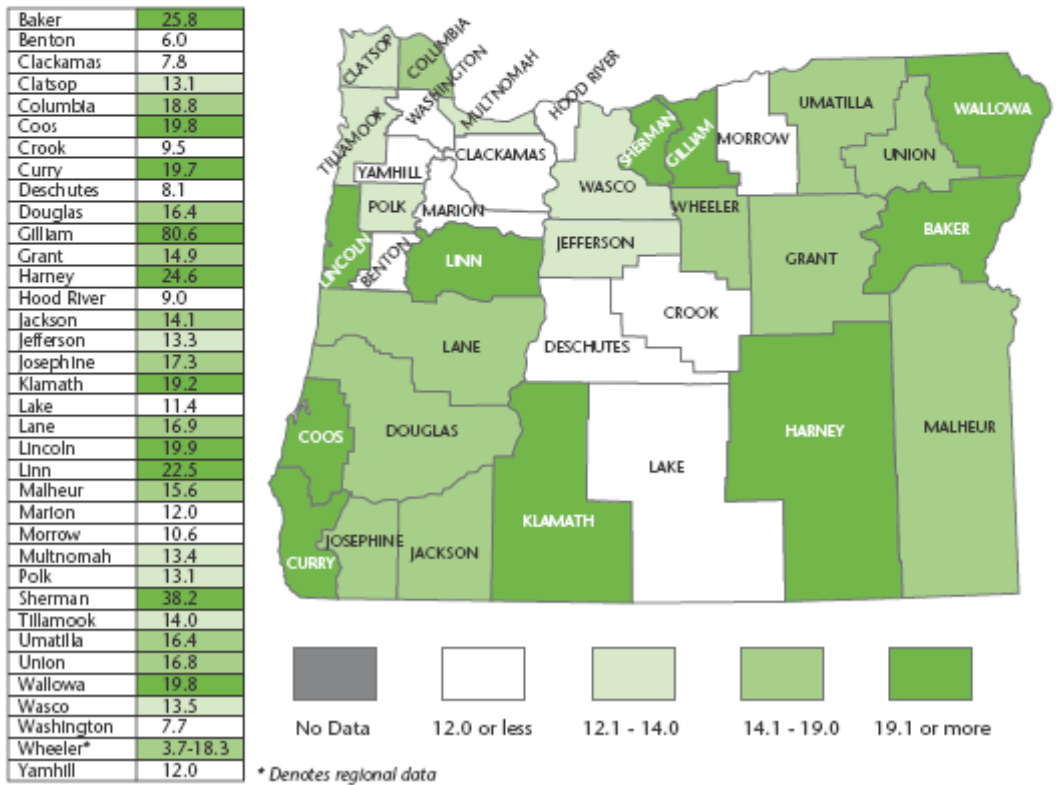 Baker 25.8
Benton 6.0
Clackamas 7.8
Clatsop 13.1
Columbia 18.8
Coos 19.8
Crook 9.5
Curry 19.7
Deschutes 8.1
Douglas 16.4
Gilliam 80.6
Grant 14.9
Harney 24.6
Hood River 9.0
Jackson 14.1
Jefferson 13.3
Josephine 17.3
Klamath 19.2
Lake 11.4
Lane 16.9
Lincoln 19.9
Linn 22.5
Malheur 15.6
Marion 12.0
Morrow 10.6
Multnomah 13.4
Polk 13.1
Sherman 38.2
Tillamook 14.0
Umatilla 16.4
Union 16.8
Wallowa 19.8
Wasco 13.5
Washington 7.7
Wheeler* 3.7-18.3
Yamhill 12.0
CLATSOP
COLUMBIA
WASHINGTON
MULTNOMAH
HOOD RIVER
TILLAMOOK
YAMHILL
CLACKAMAS
SHERMAN
GILLIAM
MORROW
UMATILLA
UNION
WALLOWA
POLK
MARION
WASCO
WHEELER
LINCOLN
BENTON
LINN
JEFFERSON
GRANT
BAKER
LANE
DESCHUTES
CROOK
COOS
DOUGLAS
LAKE
HARNEY
MALHEUR
CURRY
JOSEPHINE
JACKSON
KLAMATH
No Data
12.0 or less
12.1 - 14.0
14.1 - 19.0
19.1 or more
* Denotes regional data